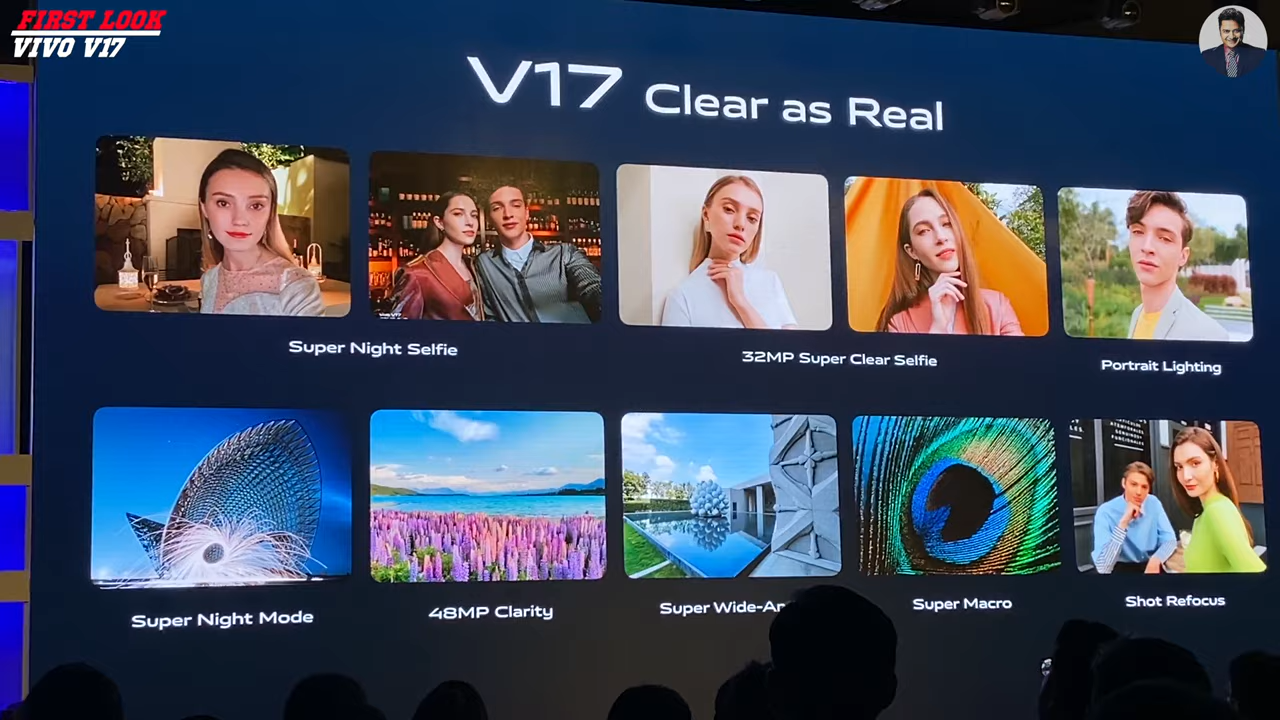 FIRST LOOK
VIVO V17
V17 Clear as Real
Super Night Selfie
32MP Super Clear Selfie
Portrait Lighting
Super Night Mode
48MP Clarity
Super Wide-An
Super Macro
Shot Refocus